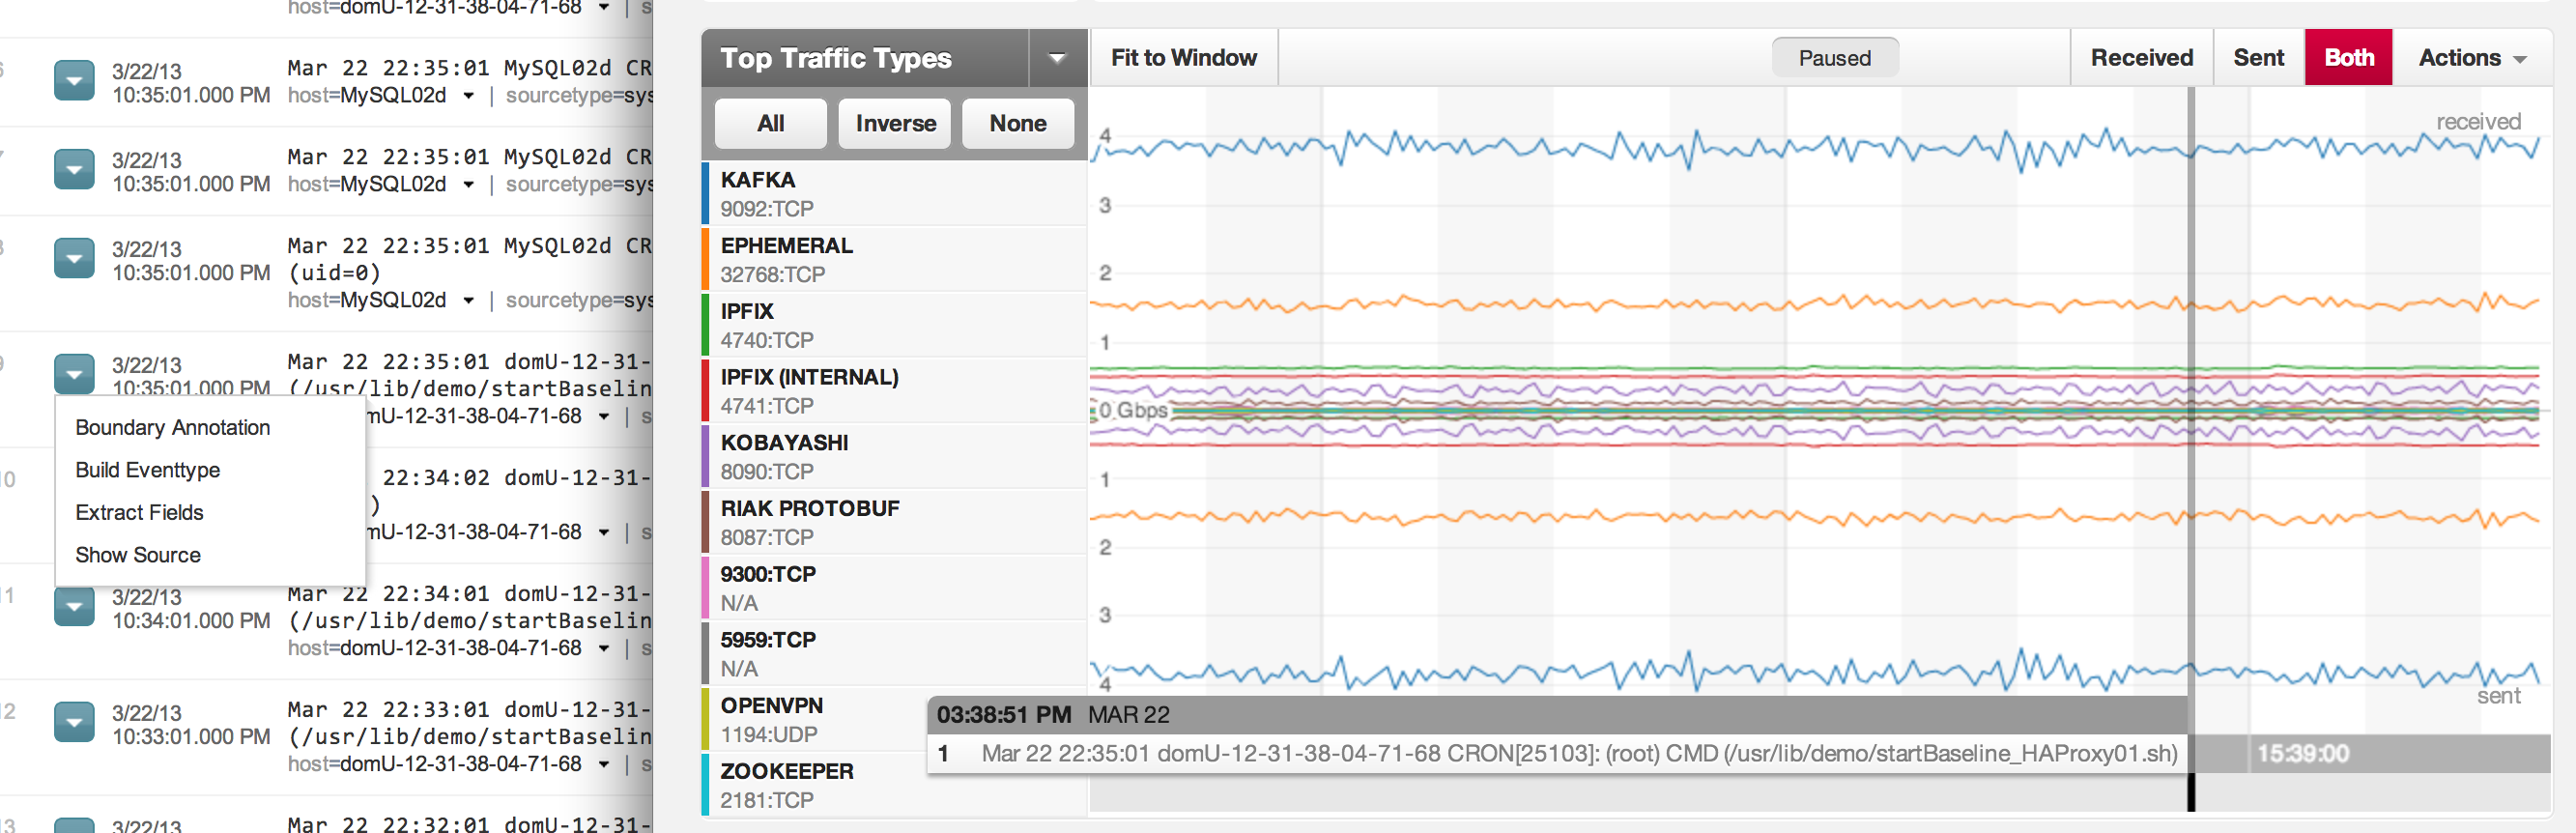 host=domU-12-31-38-04-71-68 | s
6
3/22/13
10:35:01.000 PM
Mar 22 22:35:01 MySQL02d CR
host=MySQL02d | sourcetype=sys
7
3/22/13
10:35:01.000 PM
Mar 22 22:35:01 MySQL02d CR
host=MySQL02d | sourcetype=sys
8
3/22/13
10:35:01.000 PM
Mar 22 22:35:01 MySQL02d CR
(uid=0)
host=MySQL02d | sourcetype=sys
9
3/22/13
10:35:01.000 PM
Mar 22 22:35:01 domU-12-31-
(/usr/lib/demo/startBaselin
omU-12-31-38-04-71-68 | s
Boundary Annotation
Build Eventtype
Extract Fields
Show Source
10
22:34:02 domU-12-31-
)
mU-12-31-38-04-71-68 | s
11
3/22/13
10:34:01.000 PM
Mar 22 22:34:01 domU-12-31-
(/usr/lib/demo/startBaselin
host=domU-12-31-38-04-71-68 | s
12
3/22/13
10:33:01.000 PM
Mar 22 22:33:01 domU-12-31-
(/usr/lib/demo/startBaselin
host=domU-12-31-38-04-71-68 | s
13
3/22/13
Mar 22 22:32:01 domU-12-31-
Top Traffic Types
Fit to Window
Paused
Received
Sent
Both
Actions
All
Inverse
None
KAFKA
9092:TCP
EPHEMERAL
32768:TCP
IPFIX
4740:TCP
IPFIX (INTERNAL)
4741:TCP
KOBAYASHI
8090:TCP
RIAK PROTOBUF
8087:TCP
9300:TCP
N/A
5959:TCP
N/A
OPENVPN
1194:UDP
ZOOKEEPER
2181:TCP
received
4
3
2
1
0 Gbps
1
2
3
4
sent
03:38:51 PM MAR 22
1 Mar 22 22:35:01 domU-12-31-38-04-71-68 CRON[25103]: (root) CMD (/usr/lib/demo/startBaseline_HAProxy01.sh)
15:39:00